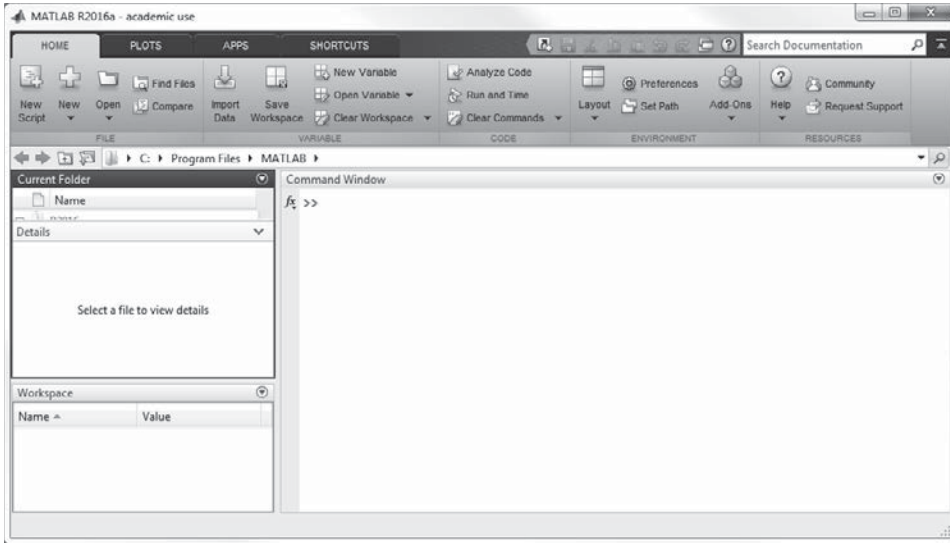 MATLAB R2016a - academic use
HOME PLOTS APPS SHORTCUTS Search Documentation
New Script
New
Open
Find Files
Compare
Import Data
Save Workspace
New Variable
Open Variable
Clear Workspace
Analyze Code
Run and Time
Clear Commands
Layout
Preferences
Set Path
Add-Ons
Help
Community
Request Support
FILE VARIABLE CODE ENVIRONMENT RESOURCES
C: Program Files MATLAB
Current Folder
Name
Details
Select a file to view details
Workspace
Name Value
Command Window
fx >>